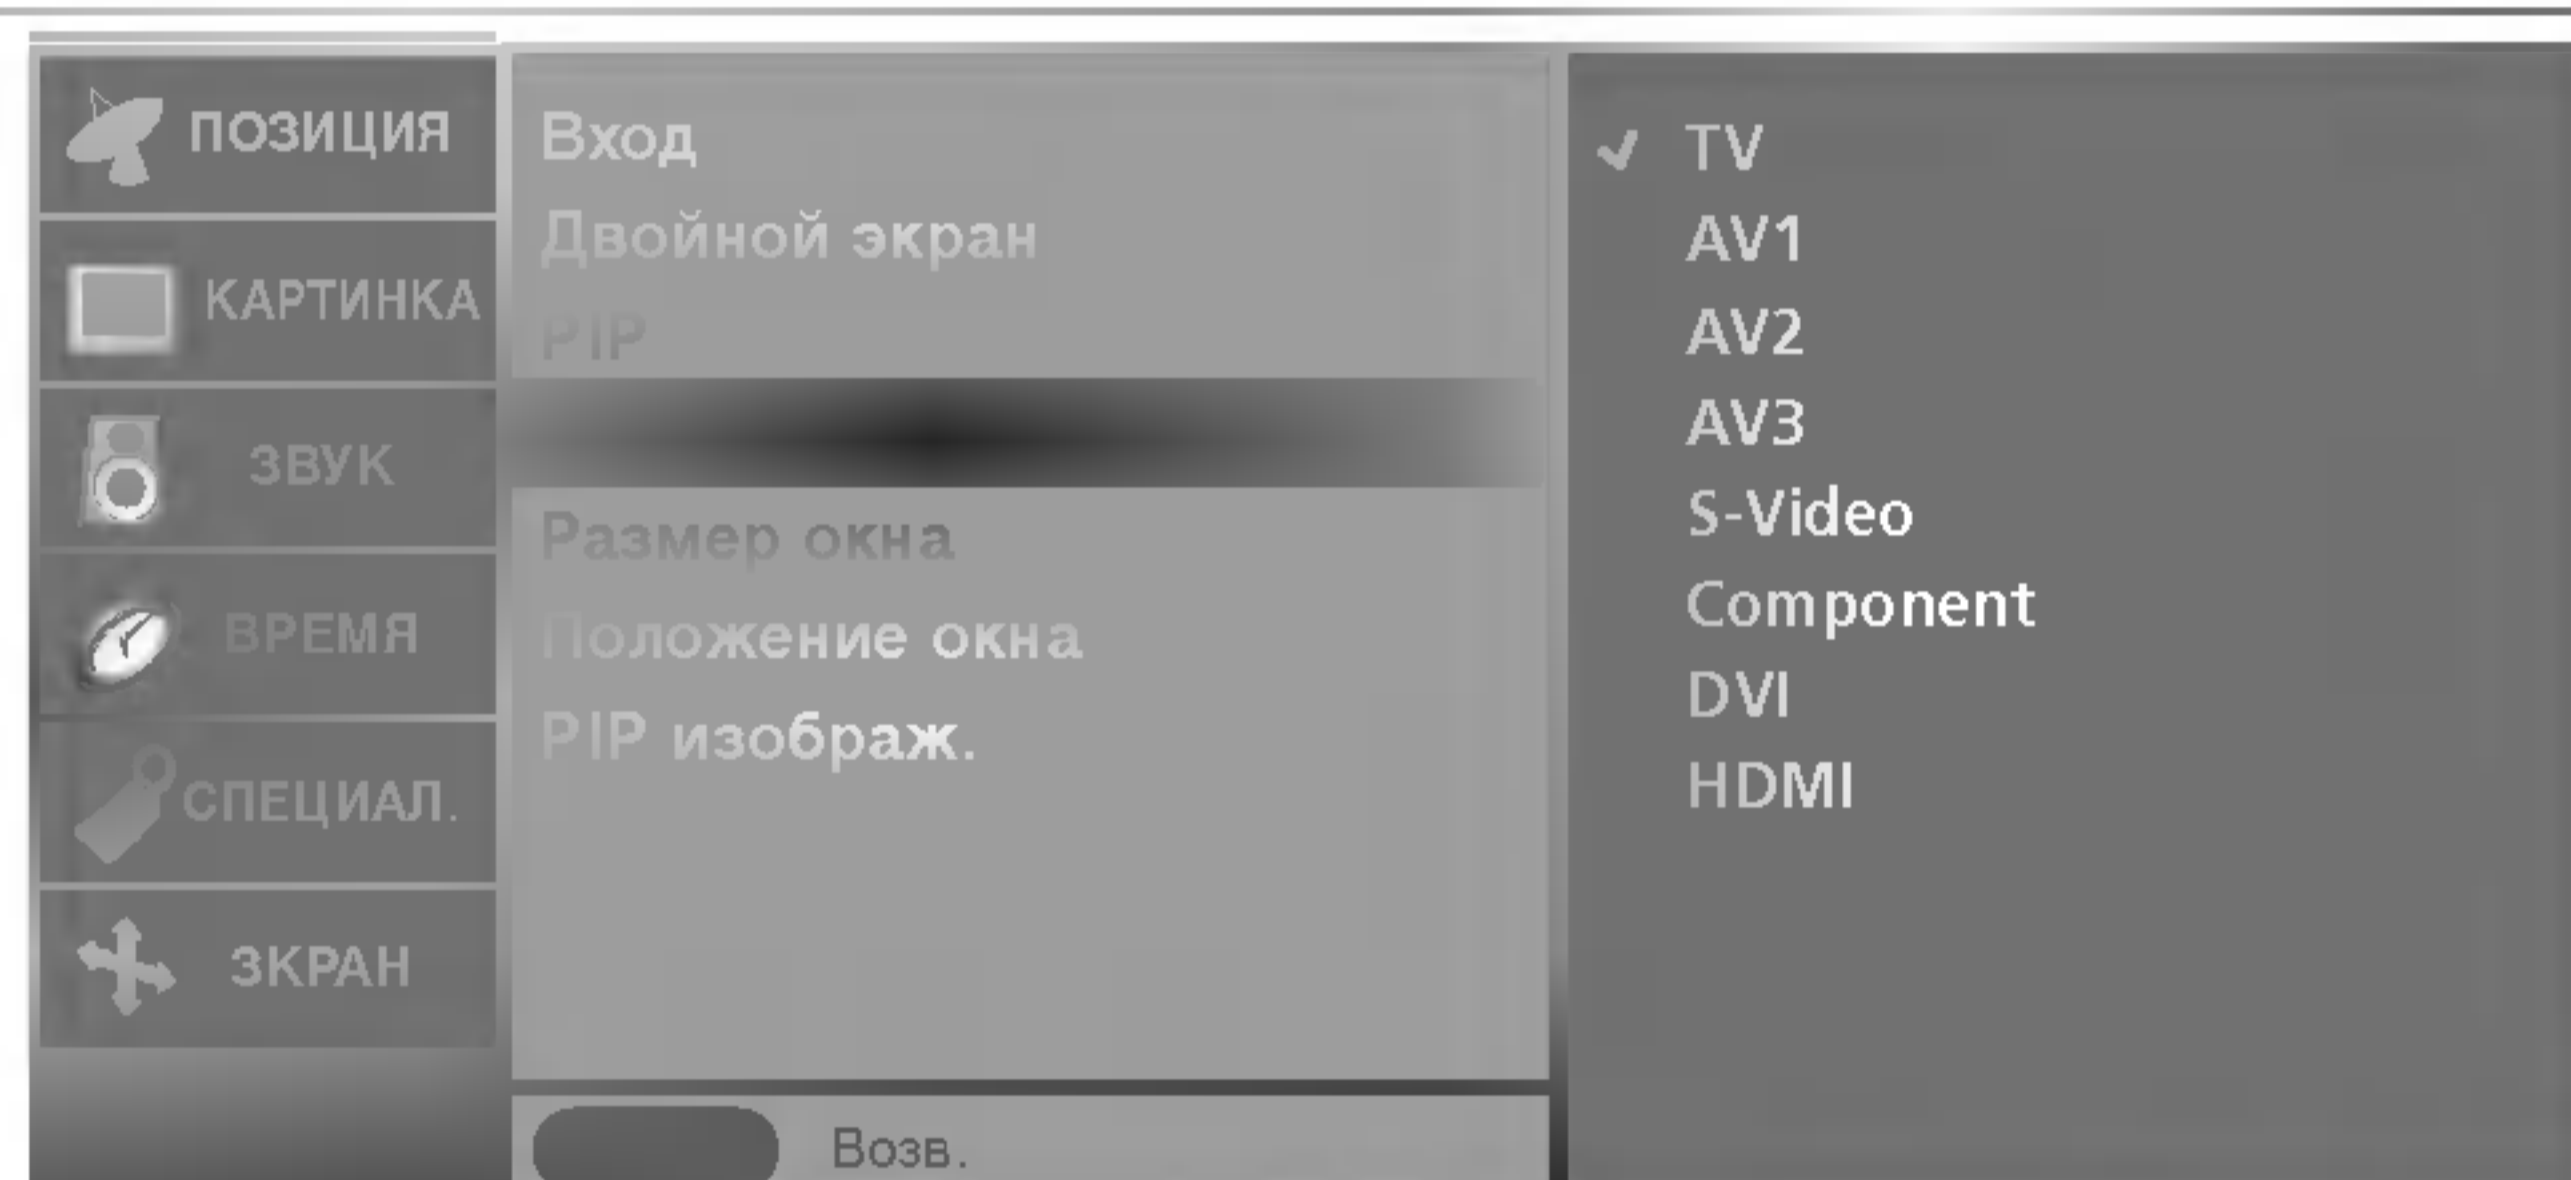 ПОЗИЦИЯ
КАРТИНКА
ЗВУК
ВРЕМЯ
СПЕЦИАЛ.
ЗКРАН
Вход
Двойной экран
PIP
Размер окна
Положение окна
PIP изображ.
Возв.
TV
AV1
AV2
AV3
S-Video
Component
DVI
HDMI